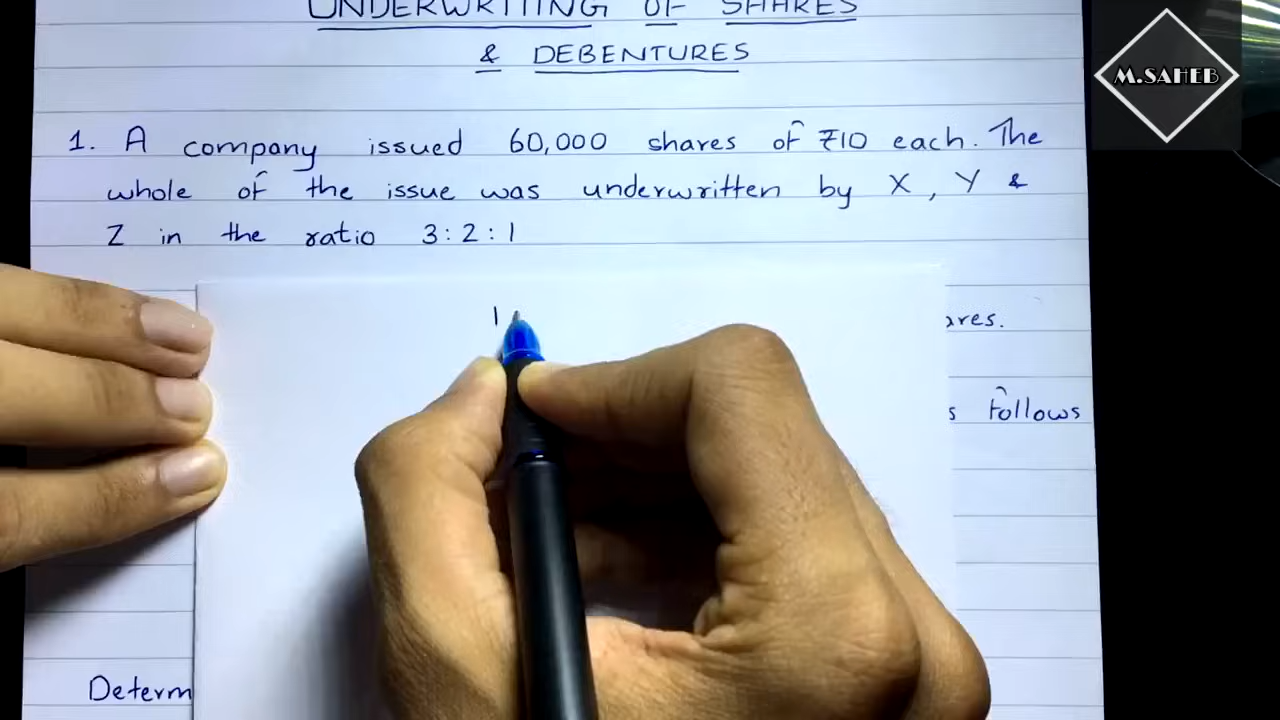 UNDERWRITING OF SHARES
& DEBENTURES
M.SAHEB
1. A company issued 60,000 shares of ₹10 each. The
whole of the issue was underwritten by X, Y &
Z in the ratio 3:2:1
1
ares.
s follows
Determ